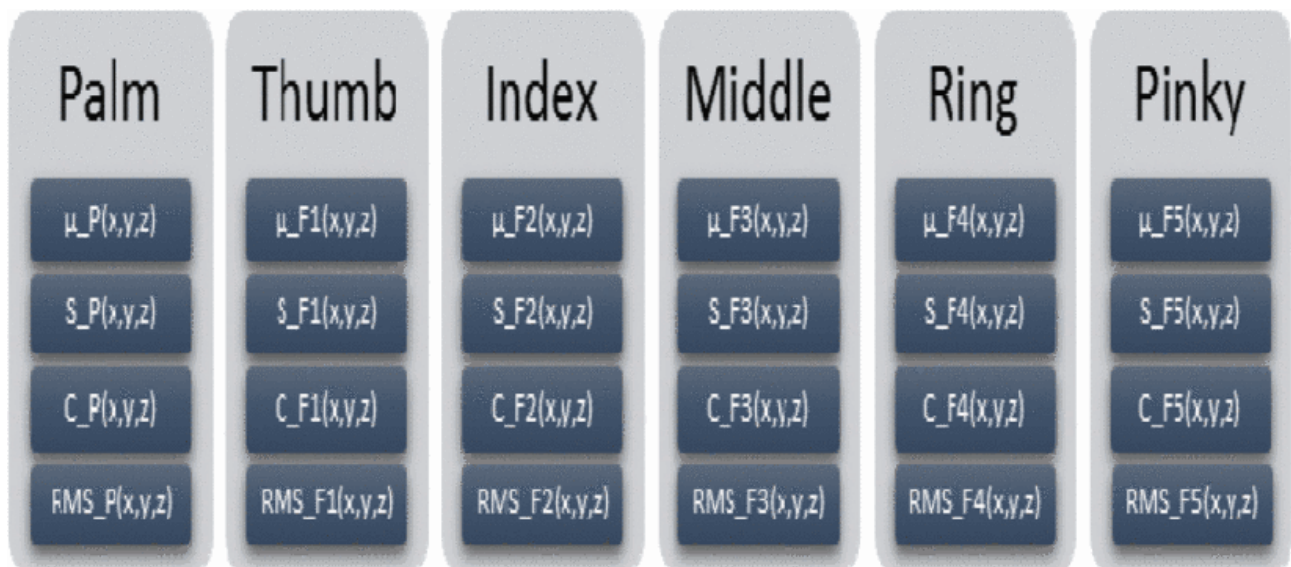 Palm Thumb Index Middle Ring Pinky
μ_P(x,y,z) μ_F1(x,y,z) μ_F2(x,y,z) μ_F3(x,y,z) μ_F4(x,y,z) μ_F5(x,y,z)
S_P(x,y,z) S_F1(x,y,z) S_F2(x,y,z) S_F3(x,y,z) S_F4(x,y,z) S_F5(x,y,z)
C_P(x,y,z) C_F1(x,y,z) C_F2(x,y,z) C_F3(x,y,z) C_F4(x,y,z) C_F5(x,y,z)
RMS_P(x,y,z) RMS_F1(x,y,z) RMS_F2(x,y,z) RMS_F3(x,y,z) RMS_F4(x,y,z) RMS_F5(x,y,z)